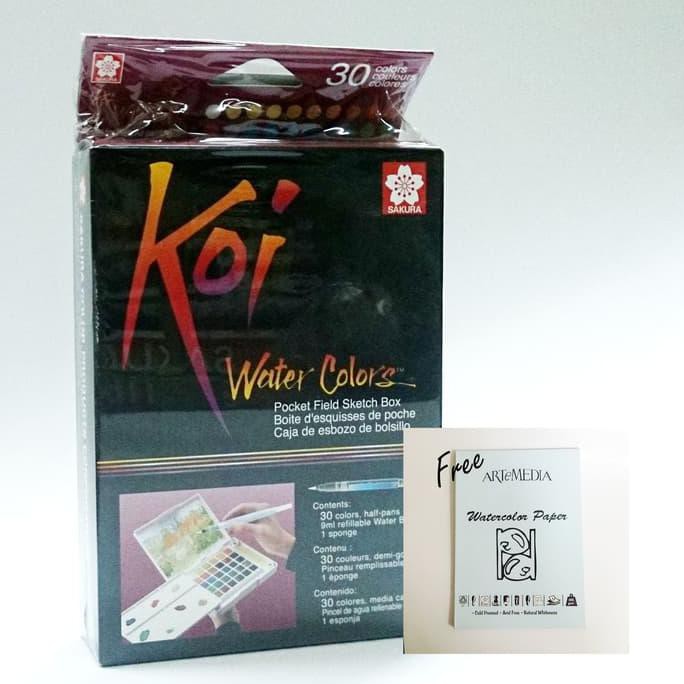 30 colors
couleurs
colores
Koi
SAKURA
Water Colors™
Pocket Field Sketch Box
Boite d'esquisses de poche
Caja de esbozo de bolsillo
Contents:
30 colors, half-pans
9ml refillable Water B
1 sponge
Contenu :
30 couleurs, demi-go
Pinceau remplissable
1 éponge
Contenido:
30 colores, media ca
Pincel de agua rellenable
1 esponja
Free
ARTeMEDIA
Watercolor Paper
• Cold Pressed • Acid Free • Natural Whiteness